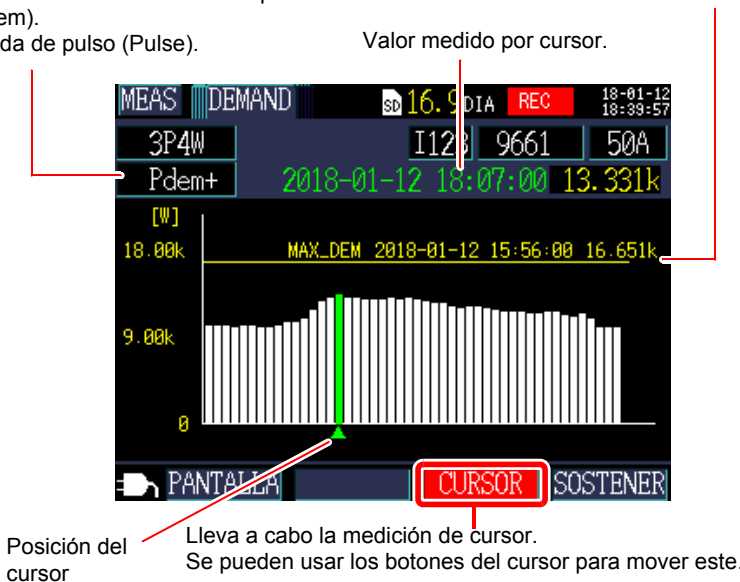 em).
da de pulso (Pulse).
Valor medido por cursor.
MEAS DEMAND SD 16.9DIA REC 18-01-12
18:39:57
3P4W I123 9661 50A
Pdem+ 2018-01-12 18:07:00 13.331k
[W]
18.00k MAX_DEM 2018-01-12 15:56:00 16.651k
9.00k
0
PANTALLA CURSOR SOSTENER
Posición del
cursor
Lleva a cabo la medición de cursor.
Se pueden usar los botones del cursor para mover este.